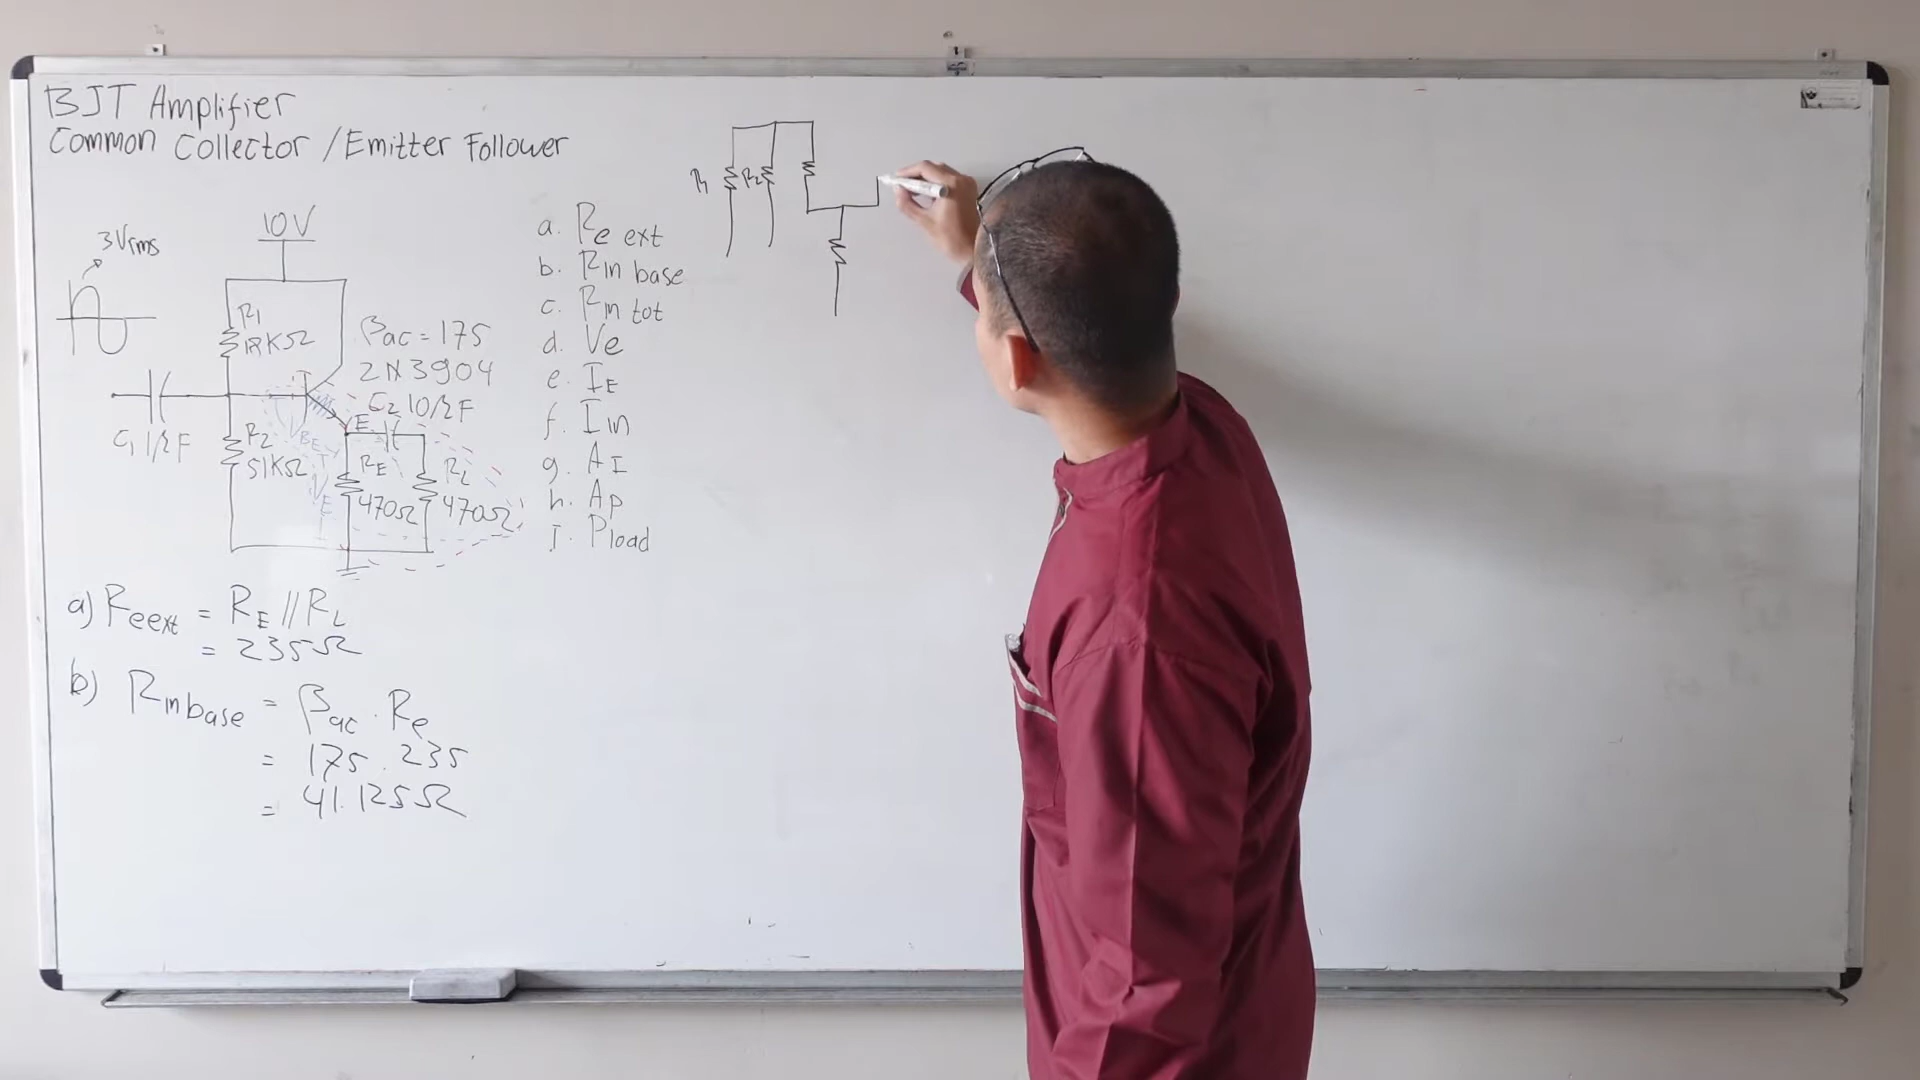 BJT Amplifier
Common Collector / Emitter Follower
3Vrms
10V
R1
18KΩ
βac = 175
2N3904
C2 10μF
E
C1 1μF
R2
51KΩ
VBE
VE
RE
470Ω
RL
470Ω
a. Re ext
b. Rin base
c. Rin tot
d. Ve
e. IE
f. Iin
g. AI
h. Ap
I. Pload
R1
R2
a) Reext = RE // RL
= 235Ω
b) Rinbase = βac . Re
= 175 . 235
= 41.125Ω